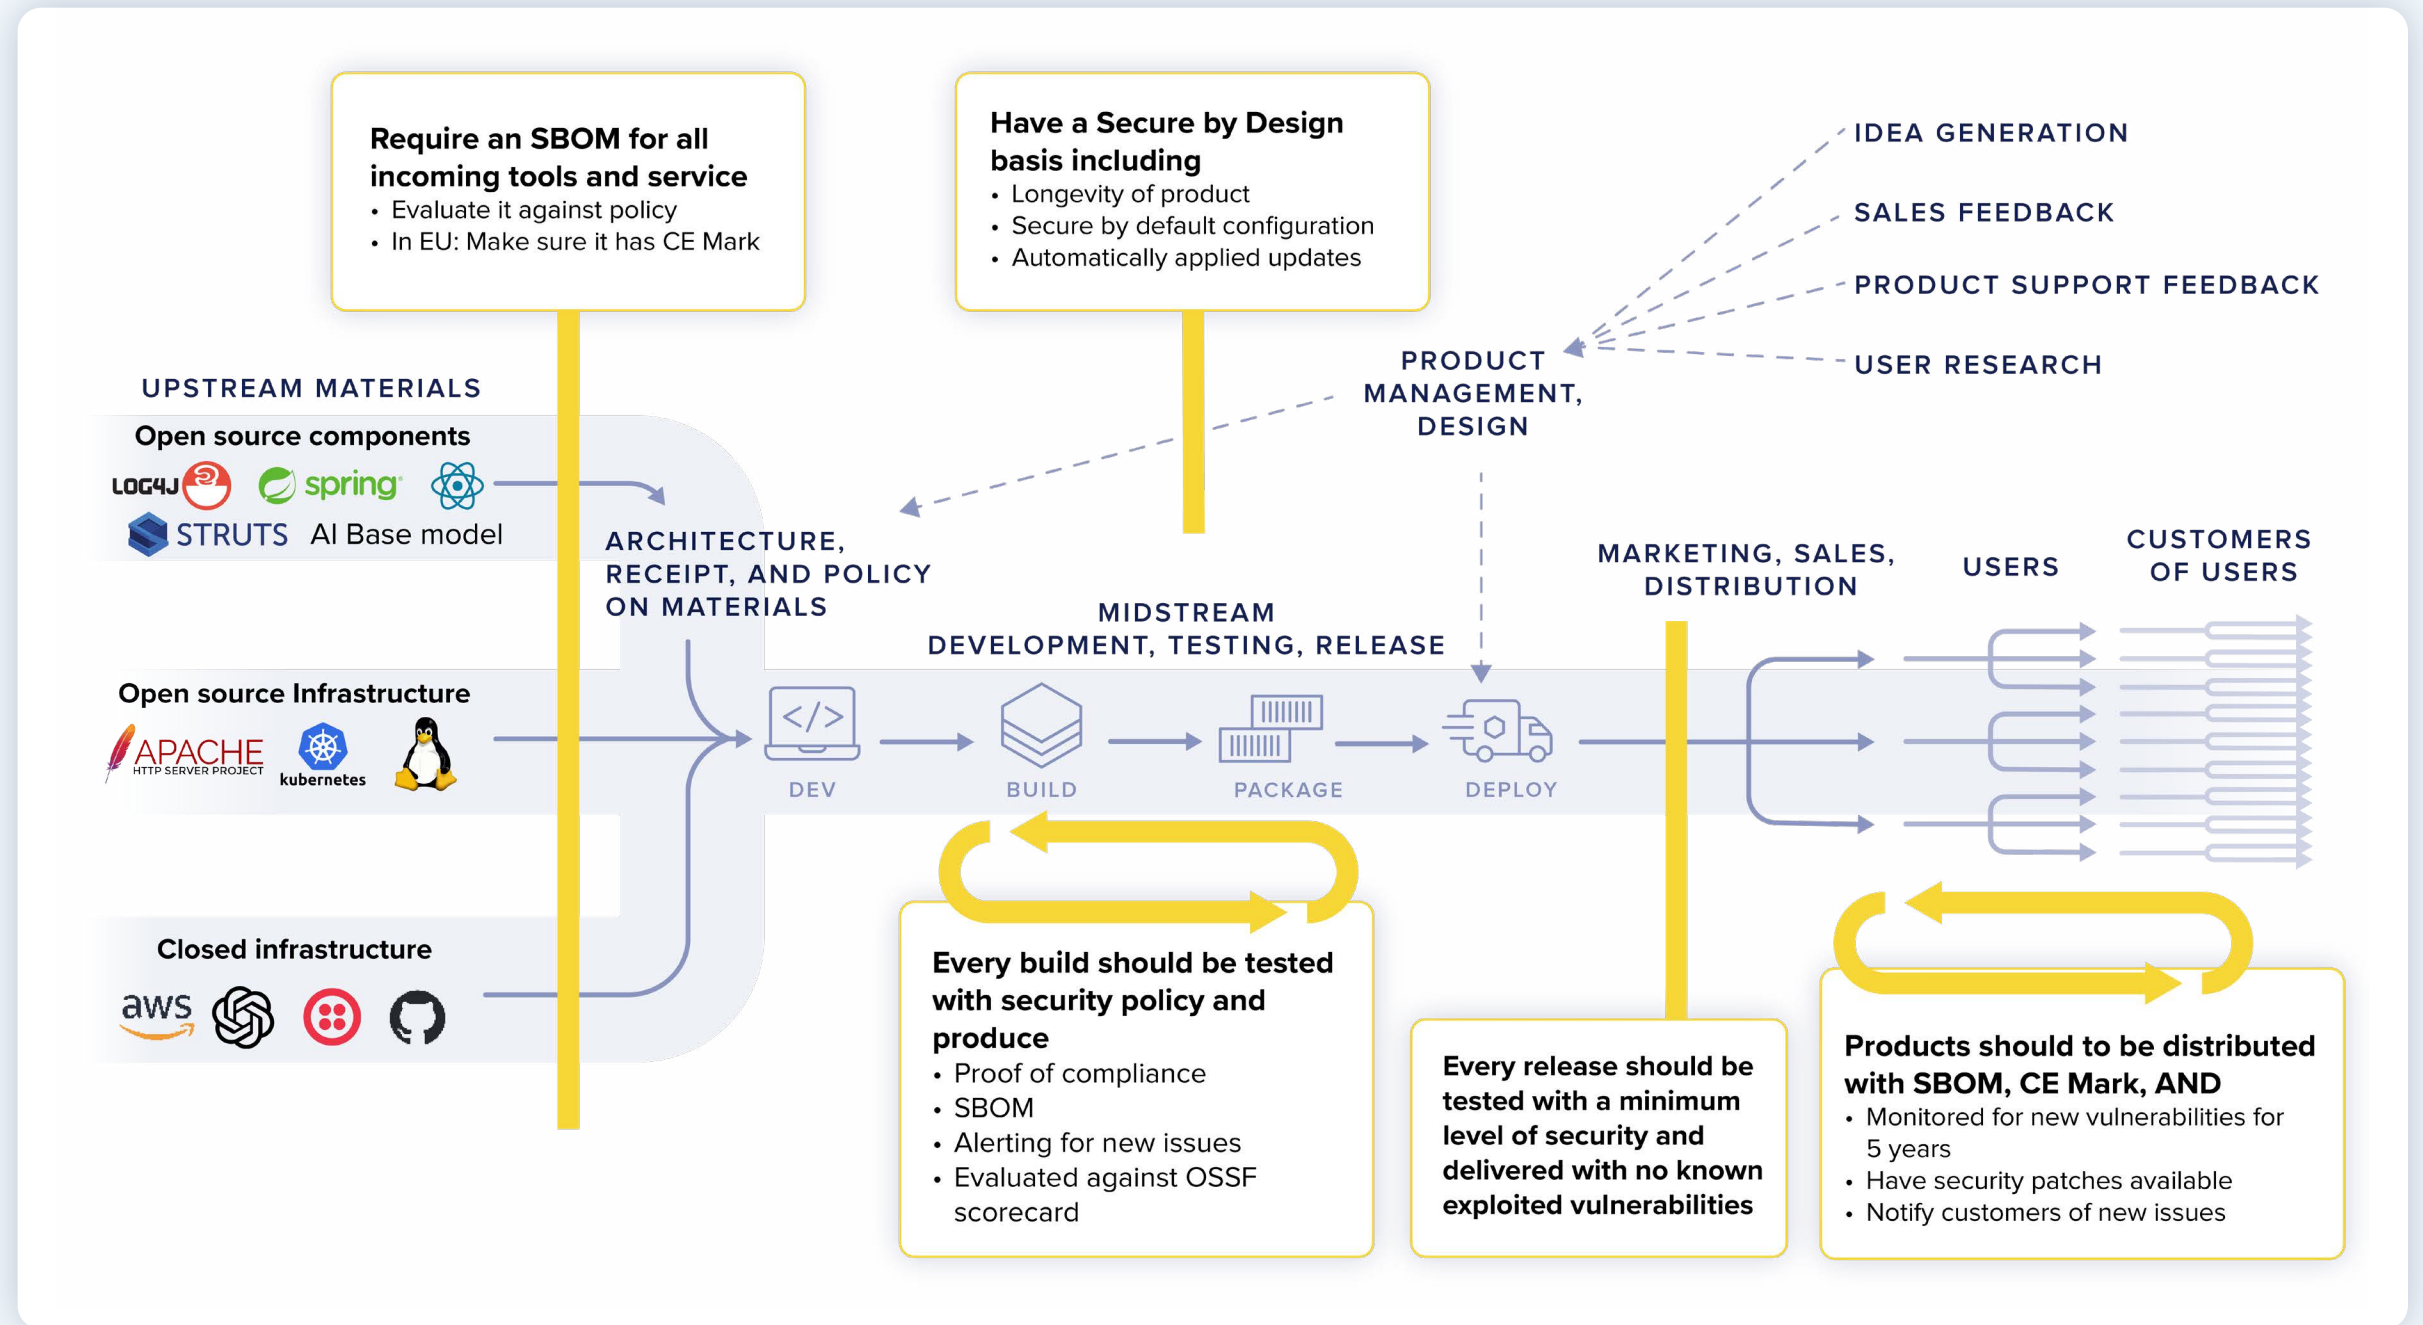 Require an SBOM for all
incoming tools and service
• Evaluate it against policy
• In EU: Make sure it has CE Mark
Have a Secure by Design
basis including
• Longevity of product
• Secure by default configuration
• Automatically applied updates
IDEA GENERATION
SALES FEEDBACK
PRODUCT SUPPORT FEEDBACK
USER RESEARCH
PRODUCT
MANAGEMENT,
DESIGN
UPSTREAM MATERIALS
Open source components
LOG4J
spring
STRUTS
AI Base model
ARCHITECTURE,
RECEIPT, AND POLICY
ON MATERIALS
MIDSTREAM
DEVELOPMENT, TESTING, RELEASE
MARKETING, SALES,
DISTRIBUTION
USERS
CUSTOMERS
OF USERS
Open source Infrastructure
APACHE
HTTP SERVER PROJECT
kubernetes
</>
DEV
BUILD
PACKAGE
DEPLOY
Closed infrastructure
aws
Every build should be tested
with security policy and
produce
• Proof of compliance
• SBOM
• Alerting for new issues
• Evaluated against OSSF
scorecard
Every release should be
tested with a minimum
level of security and
delivered with no known
exploited vulnerabilities
Products should to be distributed
with SBOM, CE Mark, AND
• Monitored for new vulnerabilities for
5 years
• Have security patches available
• Notify customers of new issues